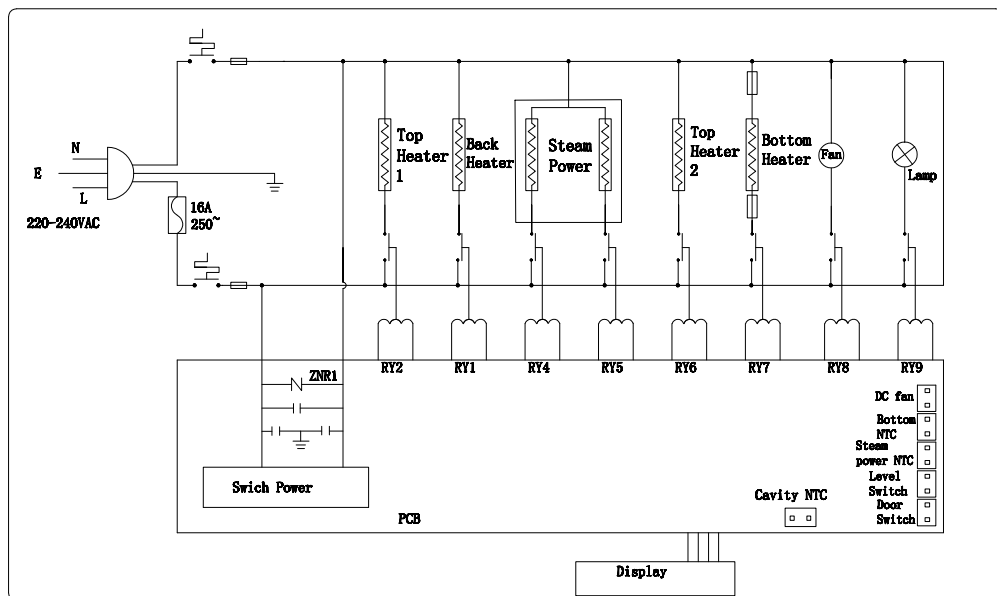 N
E
L
220-240VAC
16A
250~
Top
Heater
1
Back
Heater
Steam
Power
Top
Heater
2
Bottom
Heater
Fan
Lamp
RY2
RY1
RY4
RY5
RY6
RY7
RY8
RY9
ZNR1
DC fan
Bottom
NTC
Steam
power NTC
Level
Switch
Door
Switch
Swich Power
Cavity NTC
PCB
Display